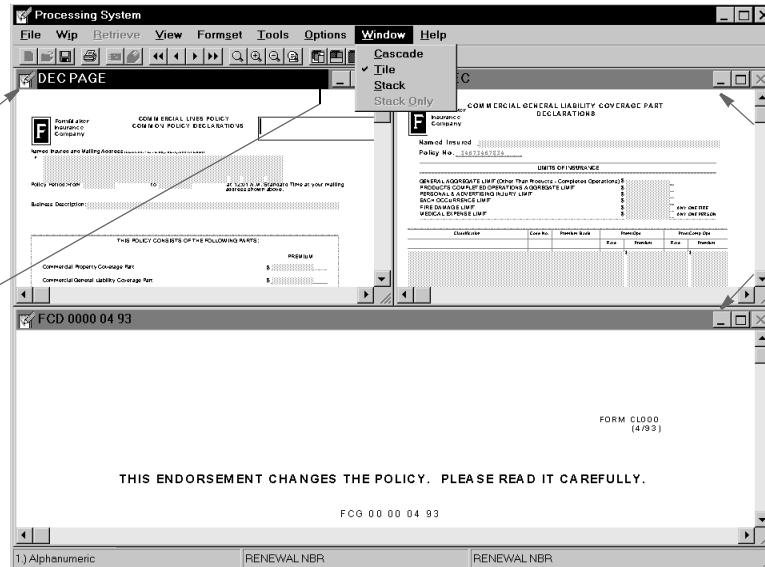 Processing System
File Wip Retrieve View Formset Tools Options Window Help
Cascade
Tile
Stack
Stack Only
DEC PAGE
EC
F
Insurance
Company
COMMERCIAL LINES POLICY
COMMON POLICY DECLARATIONS
Named Insured and Mailing Address
Policy Period: From to at 12:01 A.M. Standard Time at your mailing
address shown above.
Business Description:
THIS POLICY CONSISTS OF THE FOLLOWING PARTS:
PREMIUM
Commercial Property Coverage Part $
Commercial General Liability Coverage Part $
F
Insurance
Company
COMMERCIAL GENERAL LIABILITY COVERAGE PART
DECLARATIONS
Named Insured
Policy No.
LIMITS OF INSURANCE
GENERAL AGGREGATE LIMIT (Other Than Products - Completed Operations) $
PRODUCTS COMPLETED OPERATIONS AGGREGATE LIMIT $
PERSONAL & ADVERTISING INJURY LIMIT $
EACH OCCURRENCE LIMIT $
FIRE DAMAGE LIMIT $ ANY ONE FIRE
MEDICAL EXPENSE LIMIT $ ANY ONE PERSON
Classification Code No. Premium Basis
Rate Premium Rate Premium
$ $
FCD 0000 04 93
FORM CL000
(4/93)
THIS ENDORSEMENT CHANGES THE POLICY. PLEASE READ IT CAREFULLY.
FCG 00 00 04 93
1.) Alphanumeric RENEWAL NBR RENEWAL NBR